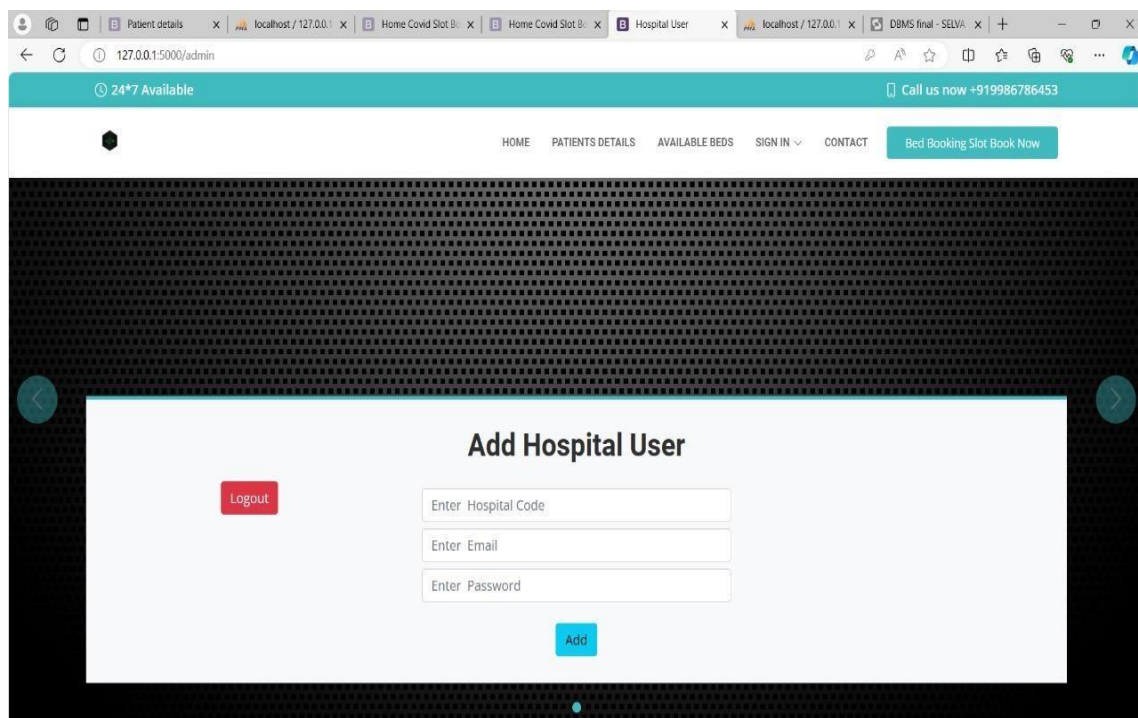 Patient details
localhost / 127.0.0.1
Home Covid Slot Bo
Home Covid Slot Bo
Hospital User
localhost / 127.0.0.1
DBMS final - SELVA
127.0.0.1:5000/admin
24*7 Available
Call us now +919986786453
HOME PATIENTS DETAILS AVAILABLE BEDS SIGN IN CONTACT Bed Booking Slot Book Now
Add Hospital User
Logout
Enter Hospital Code
Enter Email
Enter Password
Add